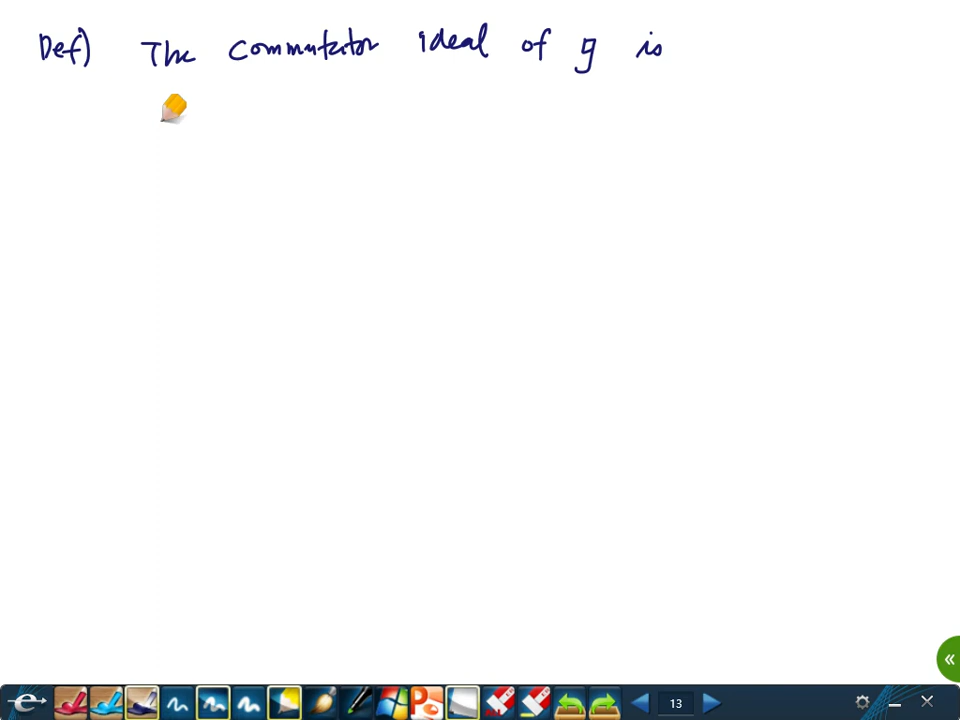 Def) The commutator ideal of g is
13